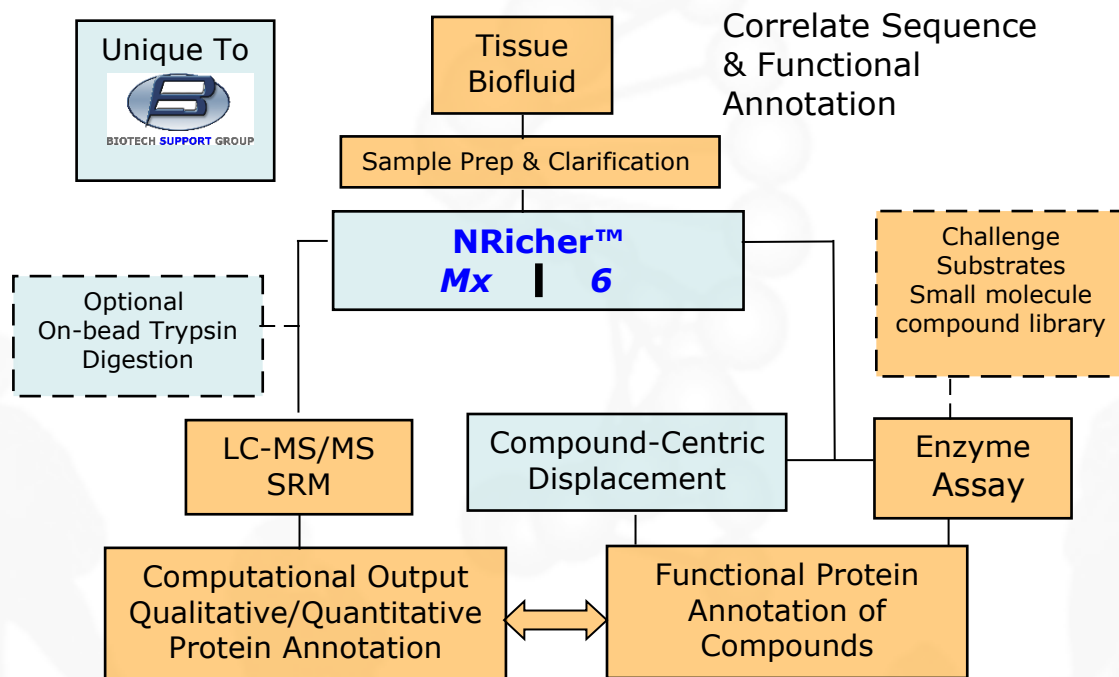 Unique To
BIOTECH SUPPORT GROUP
Tissue
Biofluid
Correlate Sequence
& Functional
Annotation
Sample Prep & Clarification
NRicher™
Mx | 6
Optional
On-bead Trypsin
Digestion
Challenge
Substrates
Small molecule
compound library
LC-MS/MS
SRM
Compound-Centric
Displacement
Enzyme
Assay
Computational Output
Qualitative/Quantitative
Protein Annotation
Functional Protein
Annotation of
Compounds